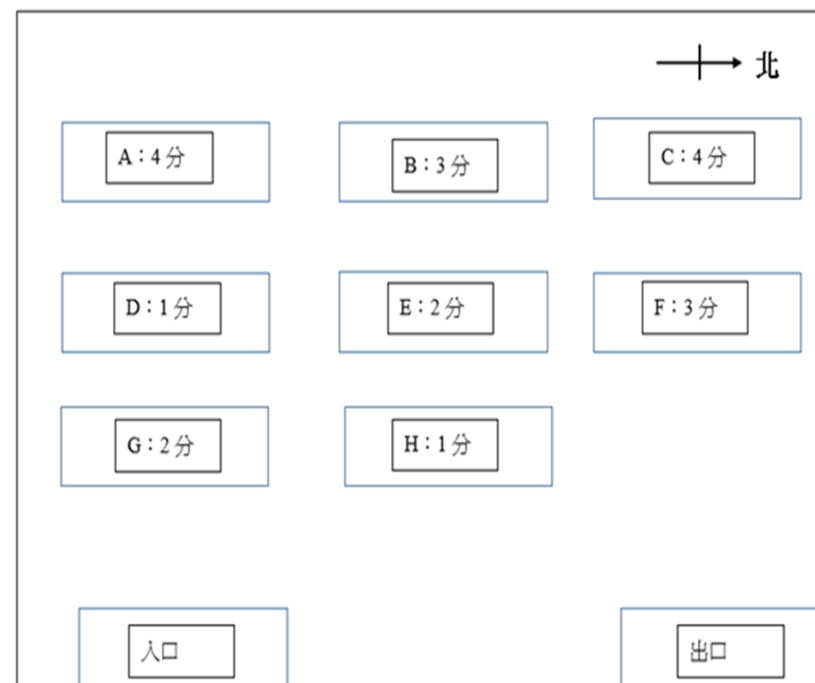 北
A：4分
B：3分
C：4分
D：1分
E：2分
F：3分
G：2分
H：1分
入口
出口